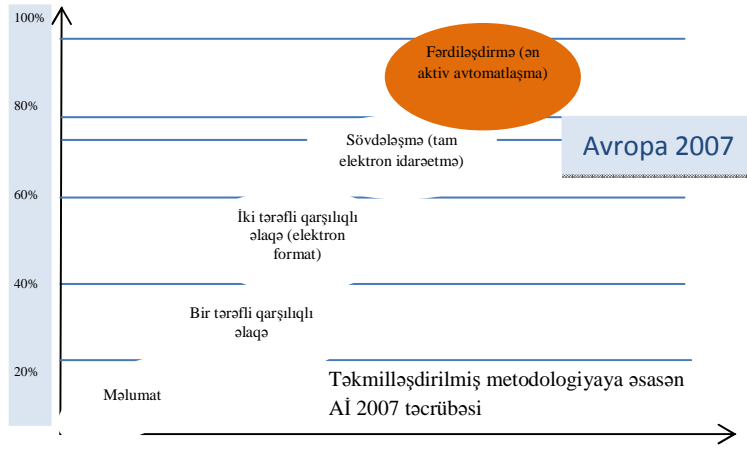 100%
Fərdiləşdirmə (ən
aktiv avtomatlaşma)
80%
Sövdələşmə (tam
elektron idarəetmə)
Avropa 2007
60%
İki tərəfli qarşılıqlı
əlaqə (elektron
format)
40%
Bir tərəfli qarşılıqlı
əlaqə
20%
Məlumat
Təkmilləşdirilmiş metodologiyaya əsasən
Aİ 2007 təcrübəsi